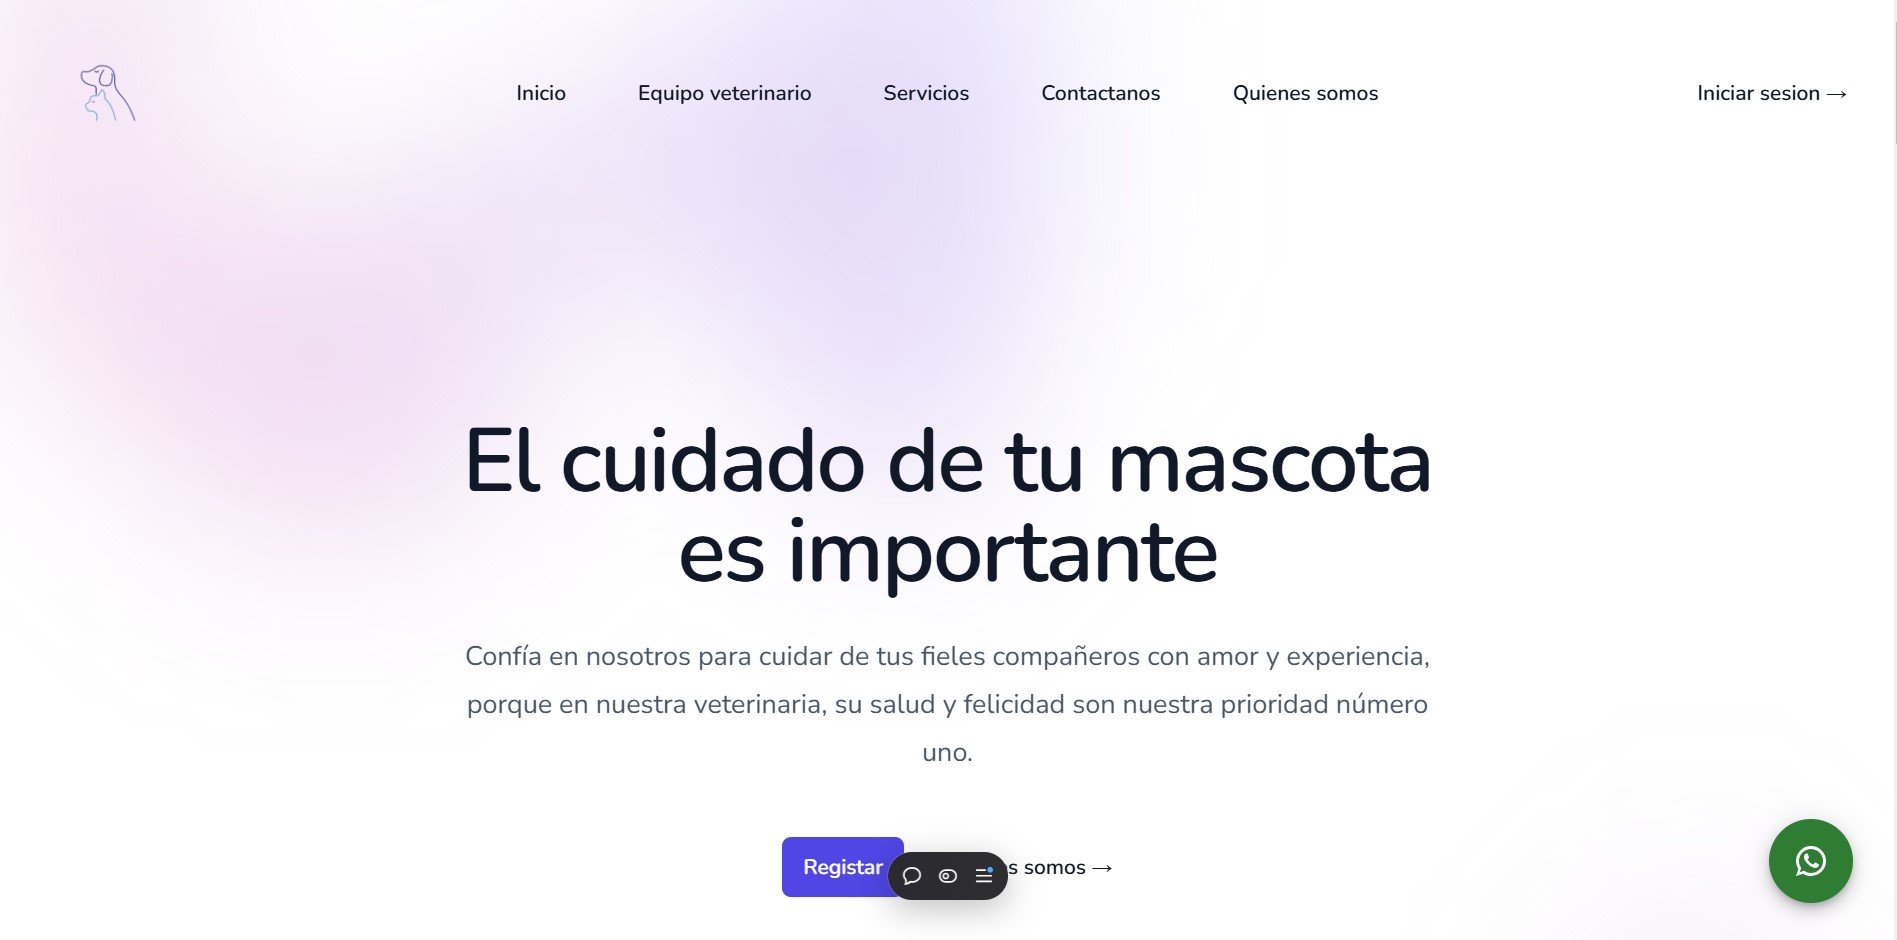 Inicio
Equipo veterinario
Servicios
Contactanos
Quienes somos
Iniciar sesion →
El cuidado de tu mascota
es importante
Confía en nosotros para cuidar de tus fieles compañeros con amor y experiencia,
porque en nuestra veterinaria, su salud y felicidad son nuestra prioridad número
uno.
Registar
somos →